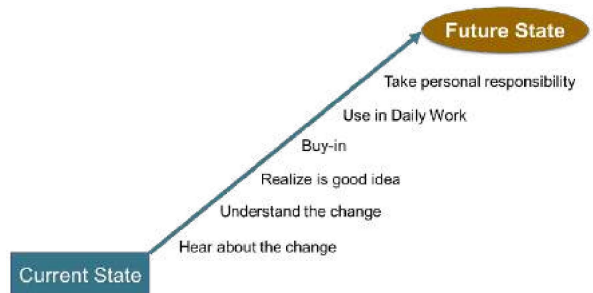 Future State
Take personal responsibility
Use in Daily Work
Buy-in
Realize is good idea
Understand the change
Hear about the change
Current State